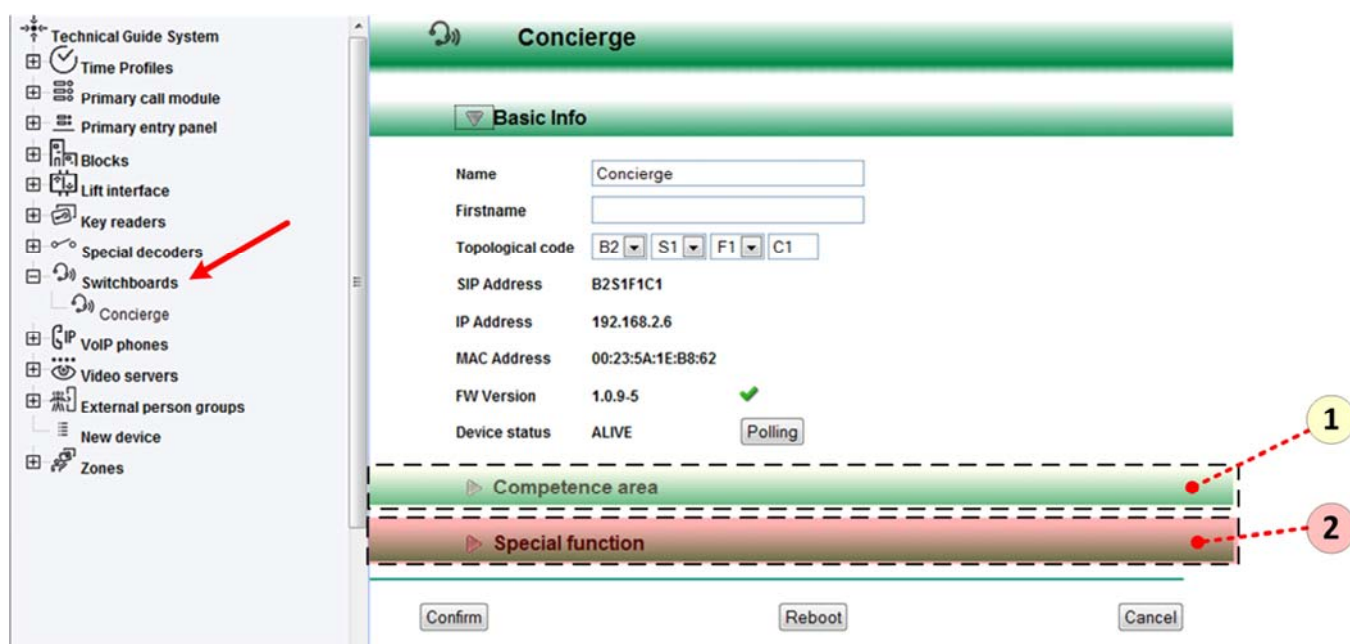 Technical Guide System
Time Profiles
Primary call module
Primary entry panel
Blocks
Lift interface
Key readers
Special decoders
Switchboards
Concierge
IP VoIP phones
Video servers
External person groups
New device
Zones
Concierge
Basic Info
Name Concierge
Firstname
Topological code B2 S1 F1 C1
SIP Address B2S1F1C1
IP Address 192.168.2.6
MAC Address 00:23:5A:1E:B8:62
FW Version 1.0.9-5
Device status ALIVE Polling
Competence area
1
Special function
2
Confirm Reboot Cancel